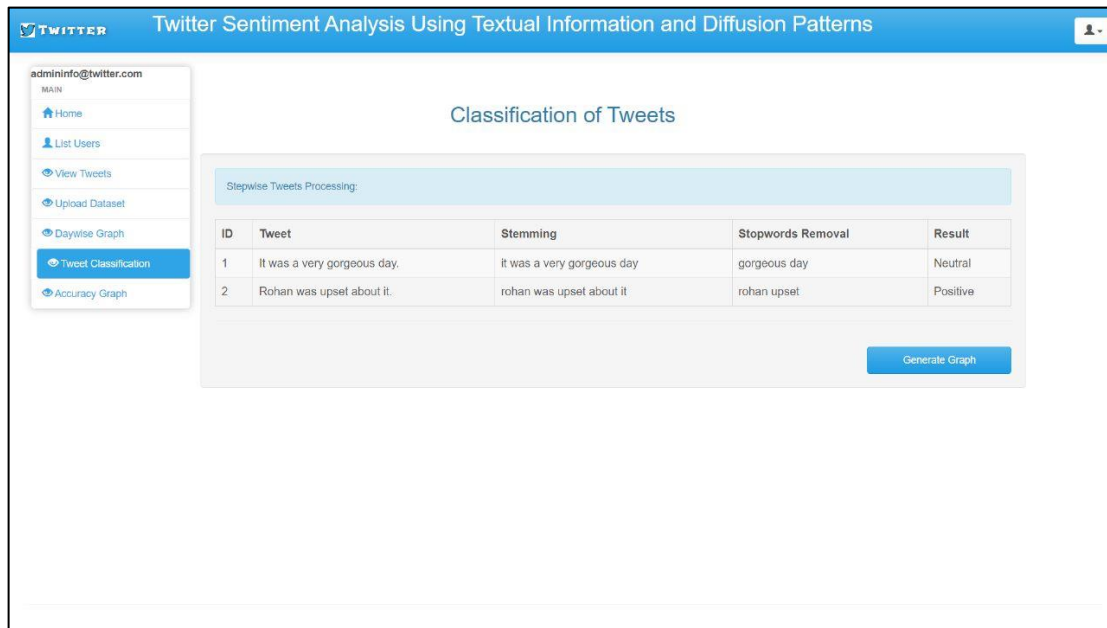 TWITTER Twitter Sentiment Analysis Using Textual Information and Diffusion Patterns
admininfo@twitter.com
MAIN
Home
List Users
View Tweets
Upload Dataset
Daywise Graph
Tweet Classification
Accuracy Graph
Classification of Tweets
Stepwise Tweets Processing:
ID Tweet Stemming Stopwords Removal Result
1 It was a very gorgeous day. it was a very gorgeous day gorgeous day Neutral
2 Rohan was upset about it. rohan was upset about it rohan upset Positive
Generate Graph